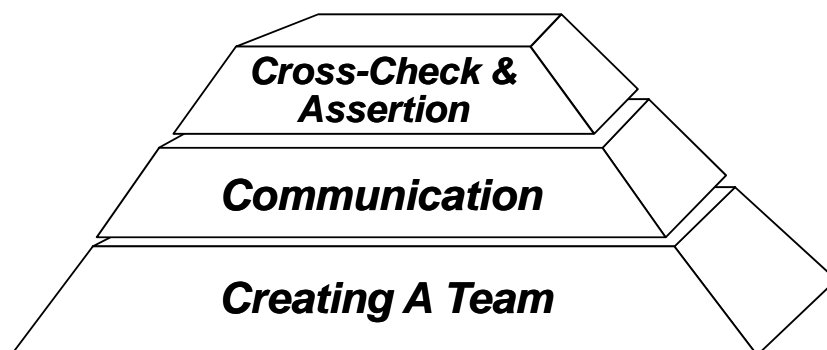 Cross-Check &
Assertion
Communication
Creating A Team